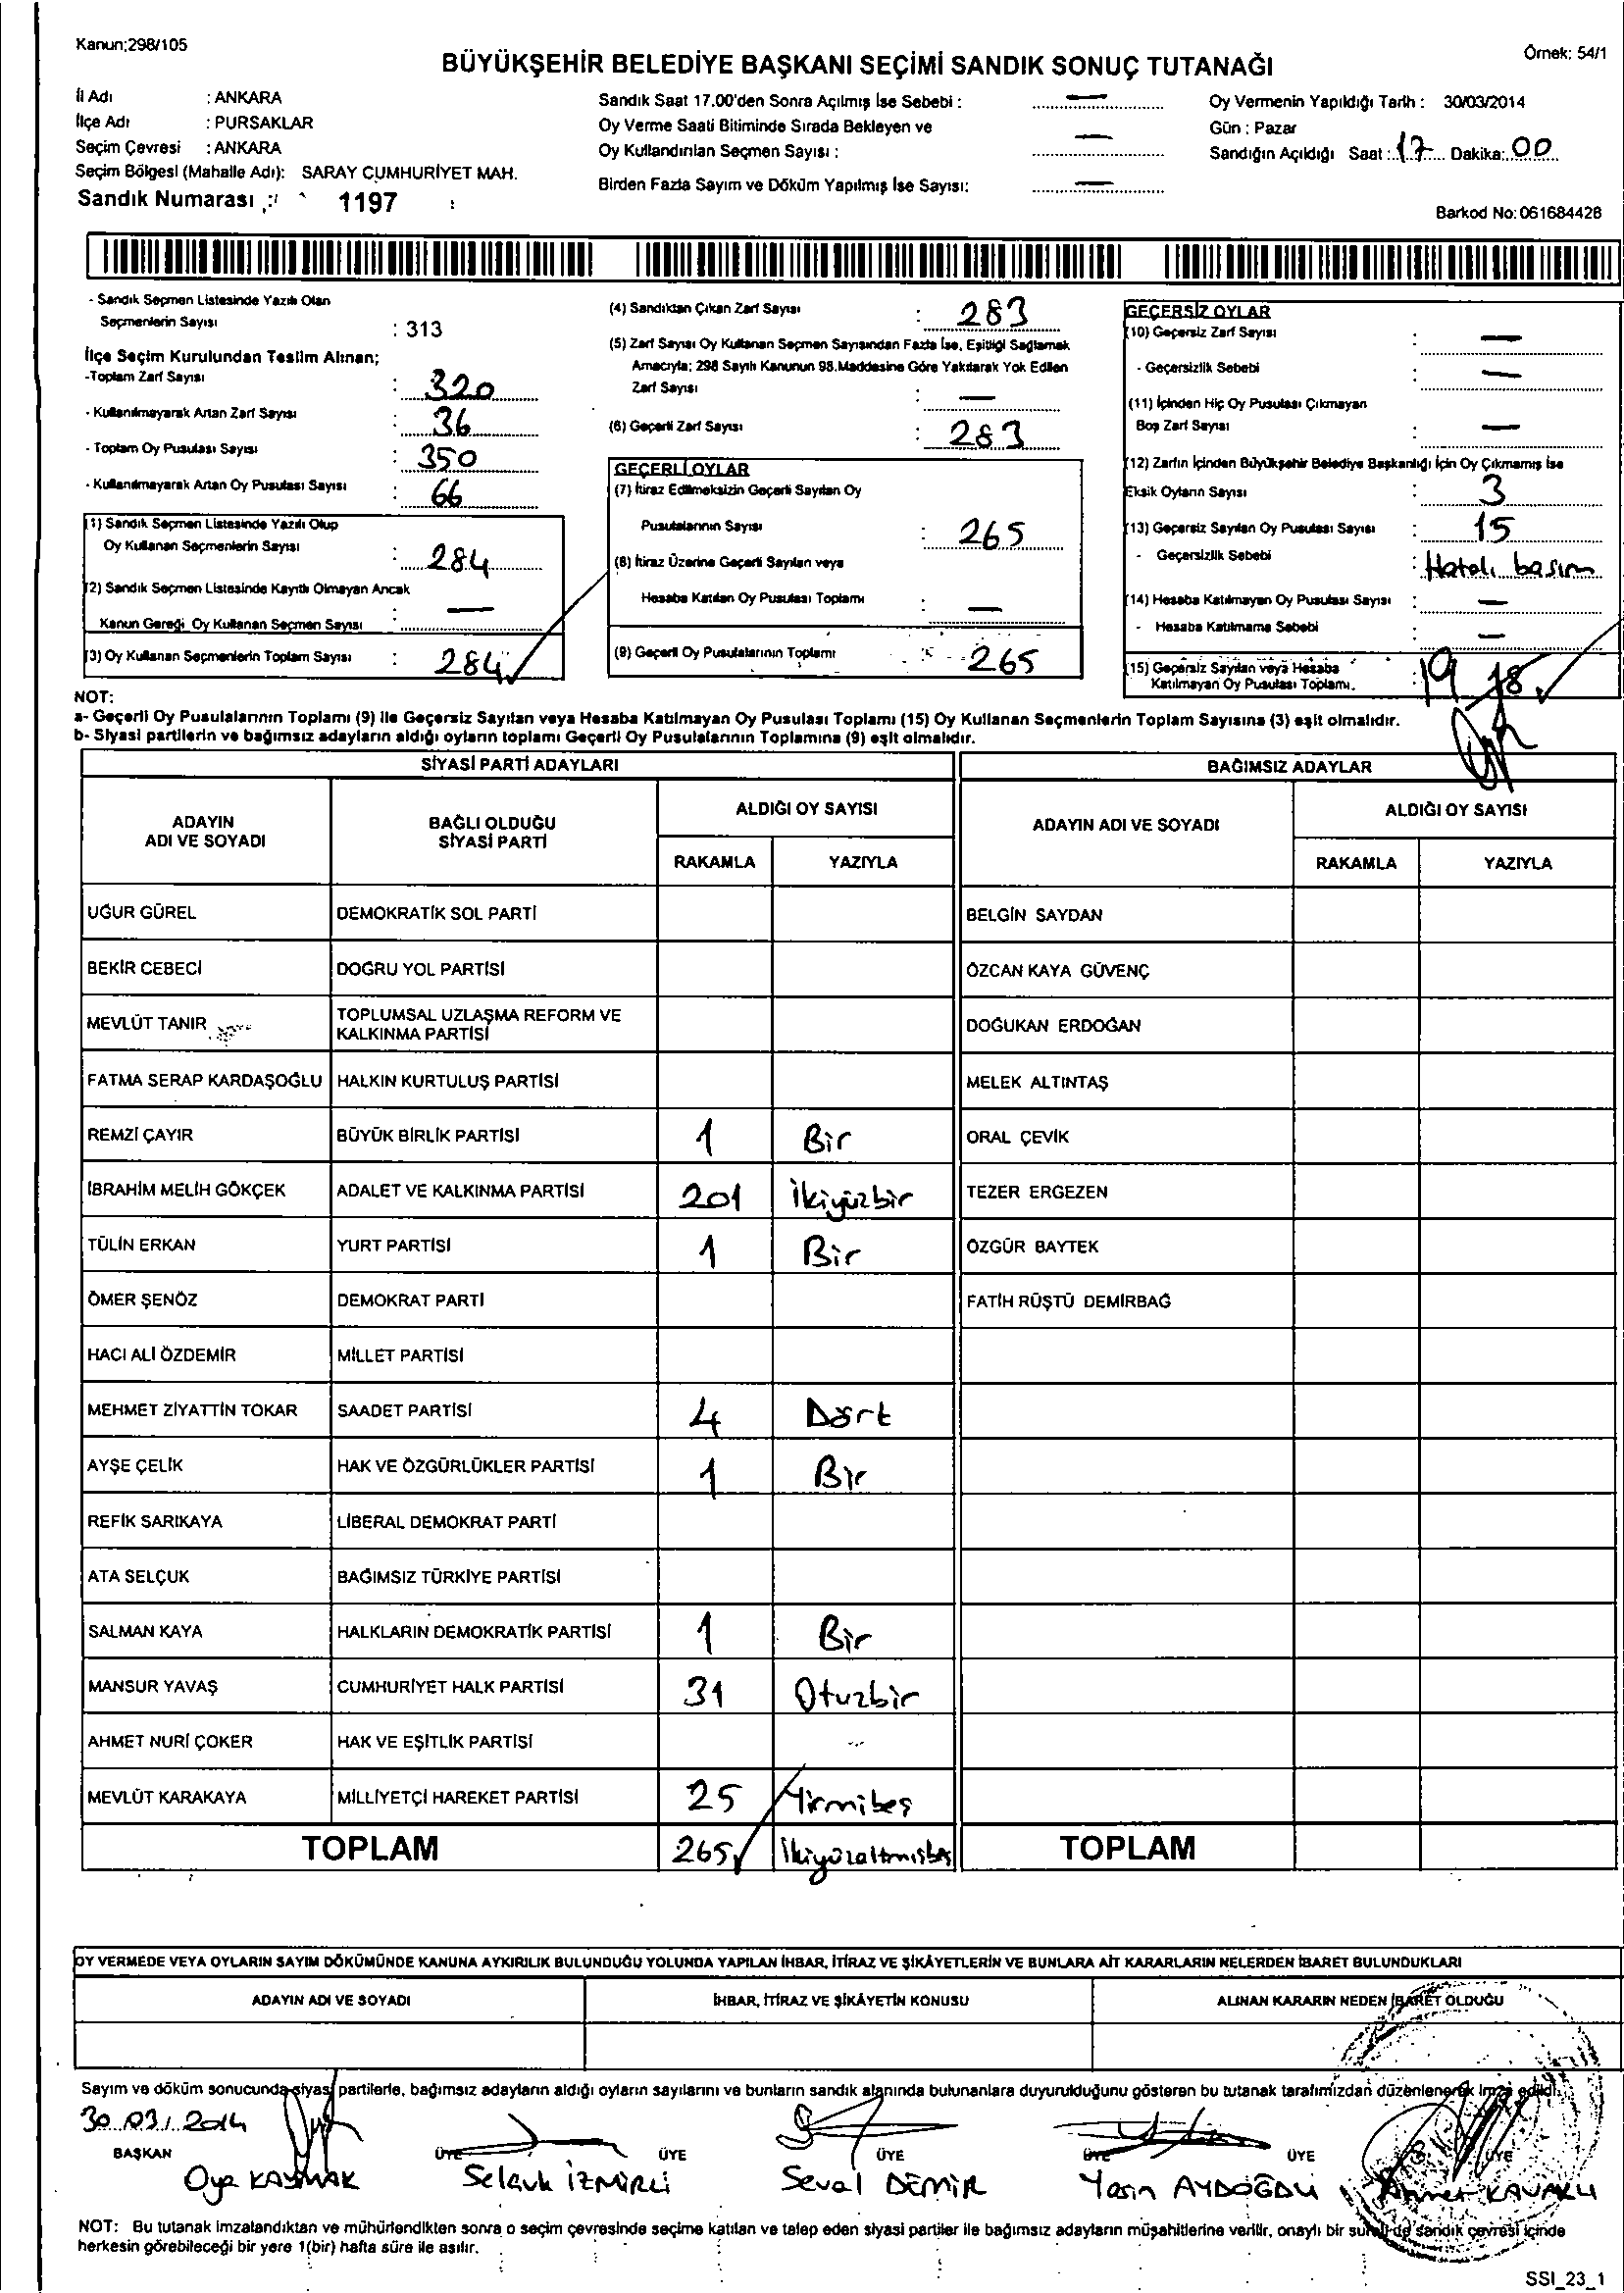 Kanun;298/105
Örnek: 54/1
BÜYÜKŞEHİR BELEDİYE BAŞKANI SEÇİMİ SANDIK SONUÇ TUTANAĞI
İl Adı : ANKARA
İlçe Adı : PURSAKLAR
Seçim Çevresi : ANKARA
Seçim Bölgesi (Mahalle Adı): SARAY CUMHURİYET MAH.
Sandık Numarası : 1197
Sandık Saat 17.00'den Sonra Açılmış İse Sebebi : —
Oy Verme Saati Bitiminde Sırada Bekleyen ve
Oy Kullandırılan Seçmen Sayısı : —
Birden Fazla Sayım ve Döküm Yapılmış İse Sayısı: —
Oy Vermenin Yapıldığı Tarih : 30/03/2014
Gün : Pazar
Sandığın Açıldığı Saat : 17 Dakika: 00
Barkod No: 061684428
- Sandık Seçmen Listesinde Yazılı Olan
Seçmenlerin Sayısı : 313
İlçe Seçim Kurulundan Teslim Alınan;
-Toplam Zarf Sayısı : 320
- Kullanılmayarak Artan Zarf Sayısı : 36
- Toplam Oy Pusulası Sayısı : 350
- Kullanılmayarak Artan Oy Pusulası Sayısı : 66
(1) Sandık Seçmen Listesinde Yazılı Olup
Oy Kullanan Seçmenlerin Sayısı : 284
(2) Sandık Seçmen Listesinde Kayıtlı Olmayan Ancak
Kanun Gereği Oy Kullanan Seçmen Sayısı : —
(3) Oy Kullanan Seçmenlerin Toplam Sayısı : 284
(4) Sandıktan Çıkan Zarf Sayısı : 283
(5) Zarf Sayısı Oy Kullanan Seçmen Sayısından Fazla İse, Eşitliği Sağlamak
Amacıyla; 298 Sayılı Kanunun 98.Maddesine Göre Yakılarak Yok Edilen
Zarf Sayısı : —
(6) Geçerli Zarf Sayısı : 283
GEÇERLİ OYLAR
(7) İtiraz Edilmeksizin Geçerli Sayılan Oy
Pusulalarının Sayısı : 265
(8) İtiraz Üzerine Geçerli Sayılan veya
Hesaba Katılan Oy Pusulası Toplamı : —
(9) Geçerli Oy Pusulalarının Toplamı : 265
GEÇERSİZ OYLAR
(10) Geçersiz Zarf Sayısı : —
- Geçersizlik Sebebi : —
(11) İçinden Hiç Oy Pusulası Çıkmayan
Boş Zarf Sayısı : —
(12) Zarfın İçinden Büyükşehir Belediye Başkanlığı İçin Oy Çıkmamış İse
Eksik Oyların Sayısı : 3
(13) Geçersiz Sayılan Oy Pusulası Sayısı : 15
- Geçersizlik Sebebi : Hatalı basım
(14) Hesaba Katılmayan Oy Pusulası Sayısı : —
- Hesaba Katılmama Sebebi : —
(15) Geçersiz Sayılan veya Hesaba
Katılmayan Oy Pusulası Toplamı. : 19 18
NOT:
a- Geçerli Oy Pusulalarının Toplamı (9) ile Geçersiz Sayılan veya Hesaba Katılmayan Oy Pusulası Toplamı (15) Oy Kullanan Seçmenlerin Toplam Sayısına (3) eşit olmalıdır.
b- Siyasi partilerin ve bağımsız adayların aldığı oyların toplamı Geçerli Oy Pusulalarının Toplamına (9) eşit olmalıdır.
SİYASİ PARTİ ADAYLARI
BAĞIMSIZ ADAYLAR
ADAYIN ADI VE SOYADI
BAĞLI OLDUĞU SİYASİ PARTİ
ALDIĞI OY SAYISI
RAKAMLA YAZIYLA
ADAYIN ADI VE SOYADI
ALDIĞI OY SAYISI
RAKAMLA YAZIYLA
UĞUR GÜREL DEMOKRATİK SOL PARTİ BELGİN SAYDAN
BEKİR CEBECİ DOĞRU YOL PARTİSİ ÖZCAN KAYA GÜVENÇ
MEVLÜT TANIR TOPLUMSAL UZLAŞMA REFORM VE KALKINMA PARTİSİ DOĞUKAN ERDOĞAN
FATMA SERAP KARDAŞOĞLU HALKIN KURTULUŞ PARTİSİ MELEK ALTINTAŞ
REMZİ ÇAYIR BÜYÜK BİRLİK PARTİSİ 1 Bir ORAL ÇEVİK
İBRAHİM MELİH GÖKÇEK ADALET VE KALKINMA PARTİSİ 201 İkiyüzbir TEZER ERGEZEN
TÜLİN ERKAN YURT PARTİSİ 1 Bir ÖZGÜR BAYTEK
ÖMER ŞENÖZ DEMOKRAT PARTİ FATİH RÜŞTÜ DEMİRBAĞ
HACI ALİ ÖZDEMİR MİLLET PARTİSİ
MEHMET ZİYATTİN TOKAR SAADET PARTİSİ 4 Dört
AYŞE ÇELİK HAK VE ÖZGÜRLÜKLER PARTİSİ 1 Bir
REFİK SARIKAYA LİBERAL DEMOKRAT PARTİ
ATA SELÇUK BAĞIMSIZ TÜRKİYE PARTİSİ
SALMAN KAYA HALKLARIN DEMOKRATİK PARTİSİ 1 Bir
MANSUR YAVAŞ CUMHURİYET HALK PARTİSİ 31 Otuzbir
AHMET NURİ ÇOKER HAK VE EŞİTLİK PARTİSİ
MEVLÜT KARAKAYA MİLLİYETÇİ HAREKET PARTİSİ 25 Yirmibeş
TOPLAM 265 İkiyüzaltmışbeş TOPLAM
OY VERMEDE VEYA OYLARIN SAYIM DÖKÜMÜNDE KANUNA AYKIRILIK BULUNDUĞU YOLUNDA YAPILAN İHBAR, İTİRAZ VE ŞİKÂYETLERİN VE BUNLARA AİT KARARLARIN NELERDEN İBARET BULUNDUKLARI
ADAYIN ADI VE SOYADI İHBAR, İTİRAZ VE ŞİKÂYETİN KONUSU ALINAN KARARIN NEDEN İBARET OLDUĞU
Sayım ve döküm sonucunda siyasi partilerle, bağımsız adayların aldığı oyların sayılarını ve bunların sandık alanında bulunanlara duyurulduğunu gösteren bu tutanak tarafımızdan düzenlenerek imza edildi.
30.03.2014
BAŞKAN ÜYE ÜYE ÜYE ÜYE ÜYE ÜYE
Oya KAYMAK Selçuk İZMİRLİ Seval DEMİR Yasin AYDOĞDU Ahmet KAVAKLI
NOT: Bu tutanak imzalandıktan ve mühürlendikten sonra o seçim çevresinde seçime katılan ve talep eden siyasi partiler ile bağımsız adayların müşahitlerine verilir, onaylı bir sureti de sandık çevresi içinde
herkesin görebileceği bir yere 1(bir) hafta süre ile asılır.
SSI_23_1